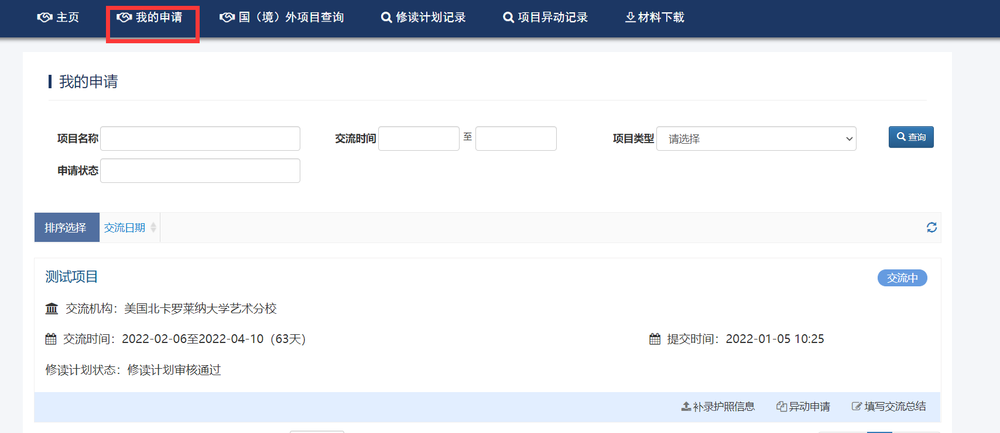 主页 我的申请 国（境）外项目查询 修读计划记录 项目异动记录 材料下载
我的申请
项目名称 交流时间 至 项目类型 请选择 查询
申请状态
排序选择 交流日期
测试项目 交流中
交流机构：美国北卡罗莱纳大学艺术分校
交流时间：2022-02-06至2022-04-10（63天） 提交时间：2022-01-05 10:25
修读计划状态：修读计划审核通过
补录护照信息 异动申请 填写交流总结